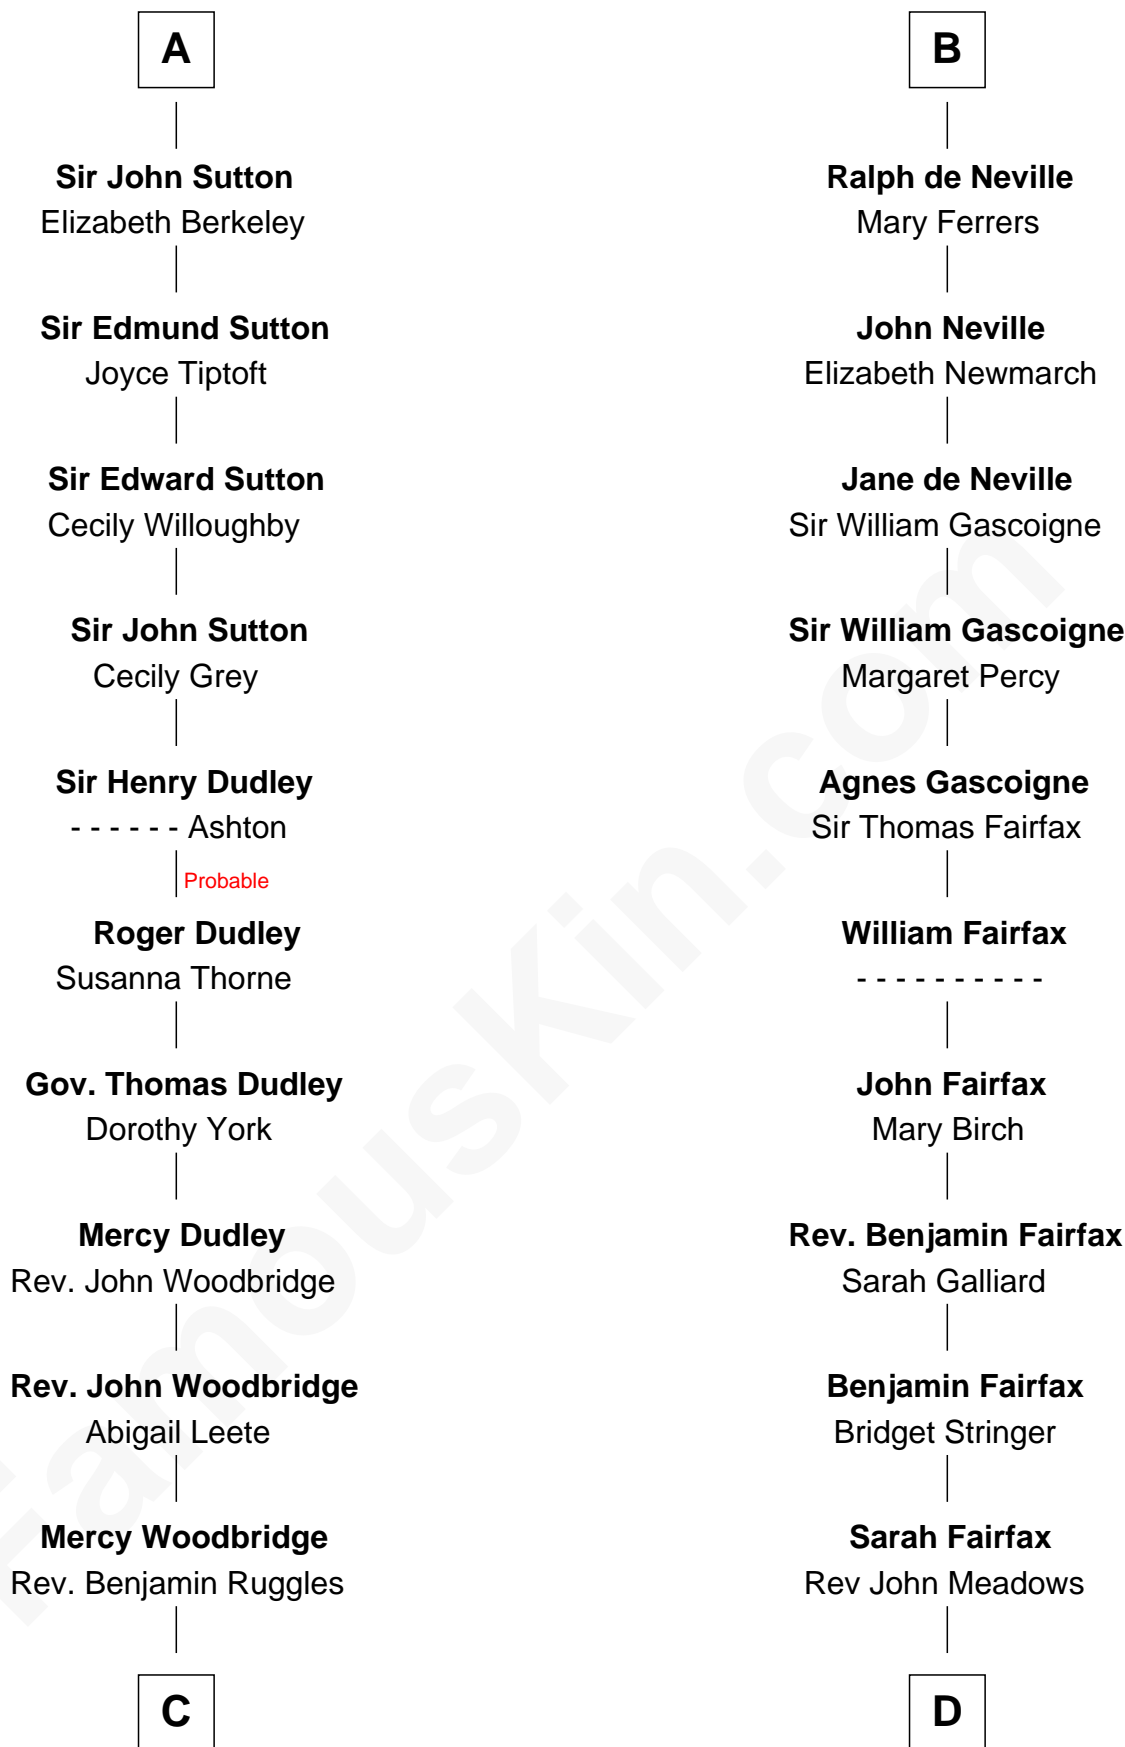 A
Sir John Sutton
Elizabeth Berkeley
Sir Edmund Sutton
Joyce Tiptoft
Sir Edward Sutton
Cecily Willoughby
Sir John Sutton
Cecily Grey
Sir Henry Dudley
- - - - - - Ashton
Probable
Roger Dudley
Susanna Thorne
Gov. Thomas Dudley
Dorothy York
Mercy Dudley
Rev. John Woodbridge
Rev. John Woodbridge
Abigail Leete
Mercy Woodbridge
Rev. Benjamin Ruggles
C
B
Ralph de Neville
Mary Ferrers
John Neville
Elizabeth Newmarch
Jane de Neville
Sir William Gascoigne
Sir William Gascoigne
Margaret Percy
Agnes Gascoigne
Sir Thomas Fairfax
William Fairfax
- - - - - - - - - -
John Fairfax
Mary Birch
Rev. Benjamin Fairfax
Sarah Galliard
Benjamin Fairfax
Bridget Stringer
Sarah Fairfax
Rev John Meadows
D
FamousKin.com